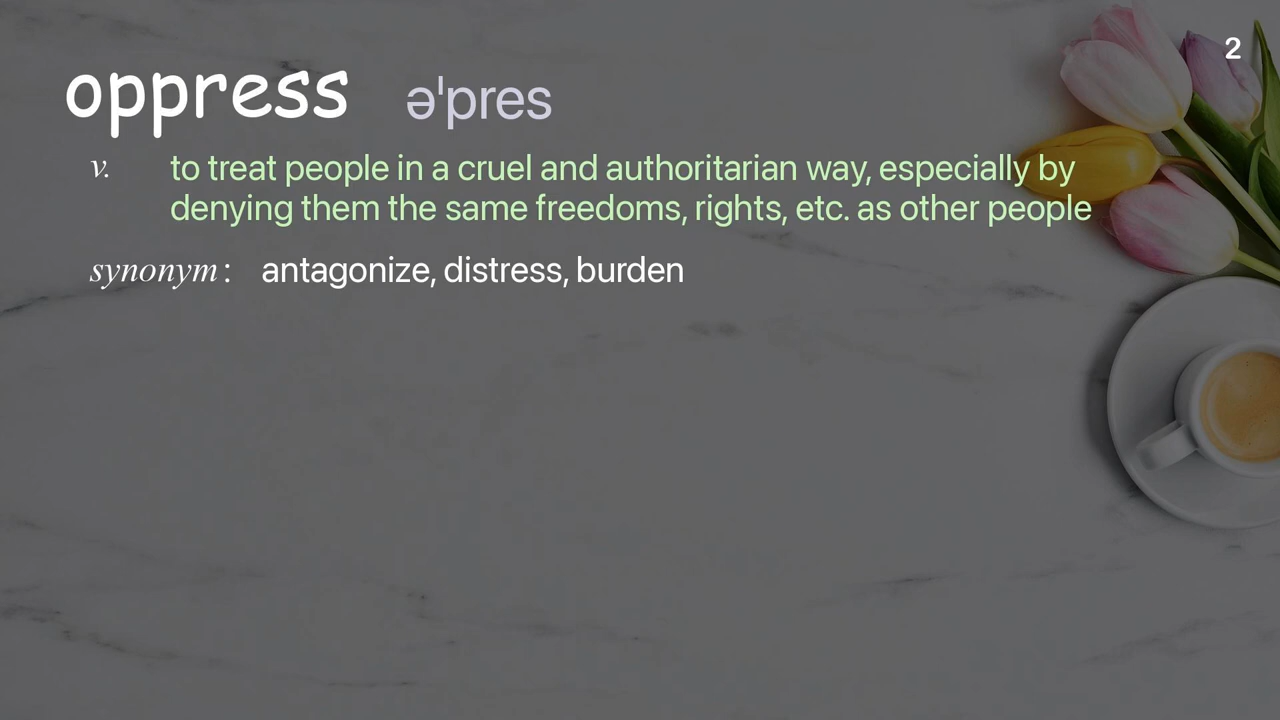 2
oppress əˈpres
v. to treat people in a cruel and authoritarian way, especially by
denying them the same freedoms, rights, etc. as other people
synonym: antagonize, distress, burden